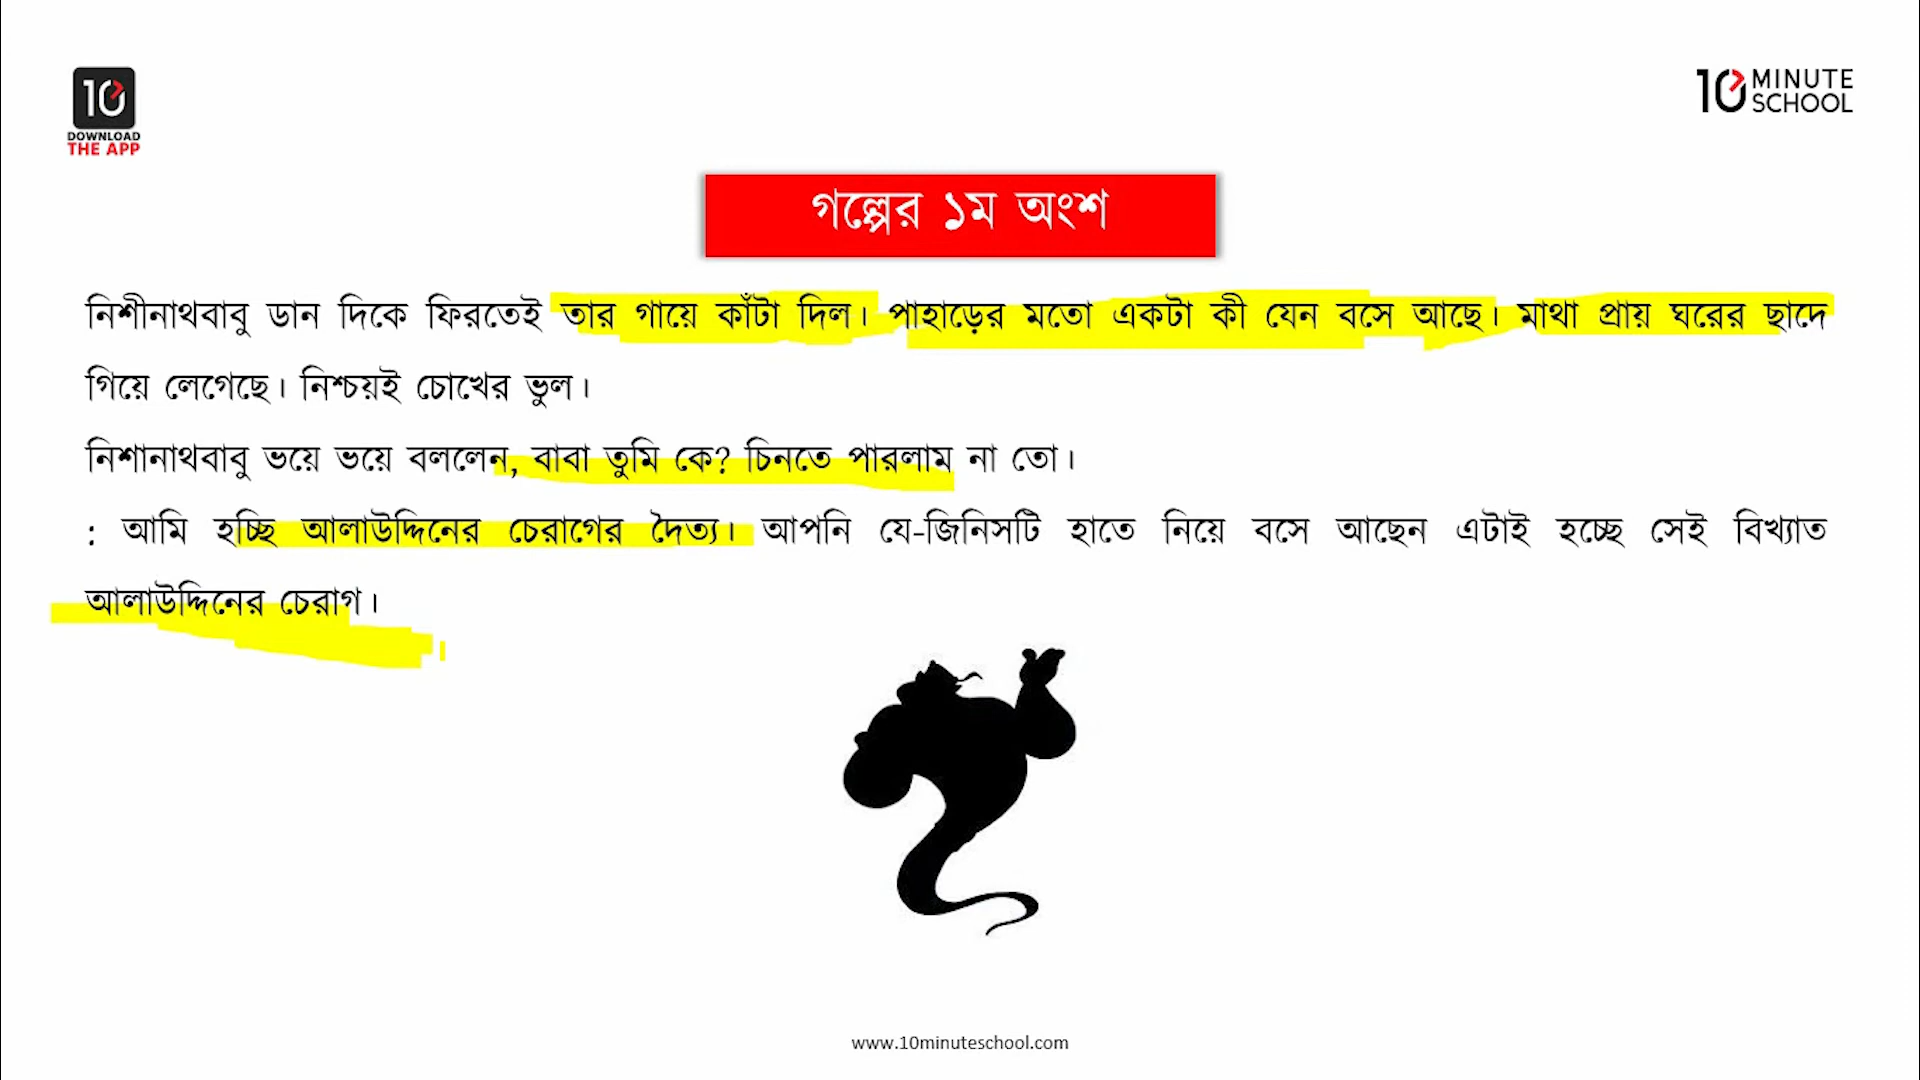 10
DOWNLOAD
THE APP
10 MINUTE
SCHOOL
গল্পের ১ম অংশ
নিশীনাথবাবু ডান দিকে ফিরতেই তার গায়ে কাঁটা দিল। পাহাড়ের মতো একটা কী যেন বসে আছে। মাথা প্রায় ঘরের ছাদে
গিয়ে লেগেছে। নিশ্চয়ই চোখের ভুল।
নিশানাথবাবু ভয়ে ভয়ে বললেন, বাবা তুমি কে? চিনতে পারলাম না তো।
: আমি হচ্ছি আলাউদ্দিনের চেরাগের দৈত্য। আপনি যে-জিনিসটি হাতে নিয়ে বসে আছেন এটাই হচ্ছে সেই বিখ্যাত
আলাউদ্দিনের চেরাগ।
www.10minuteschool.com